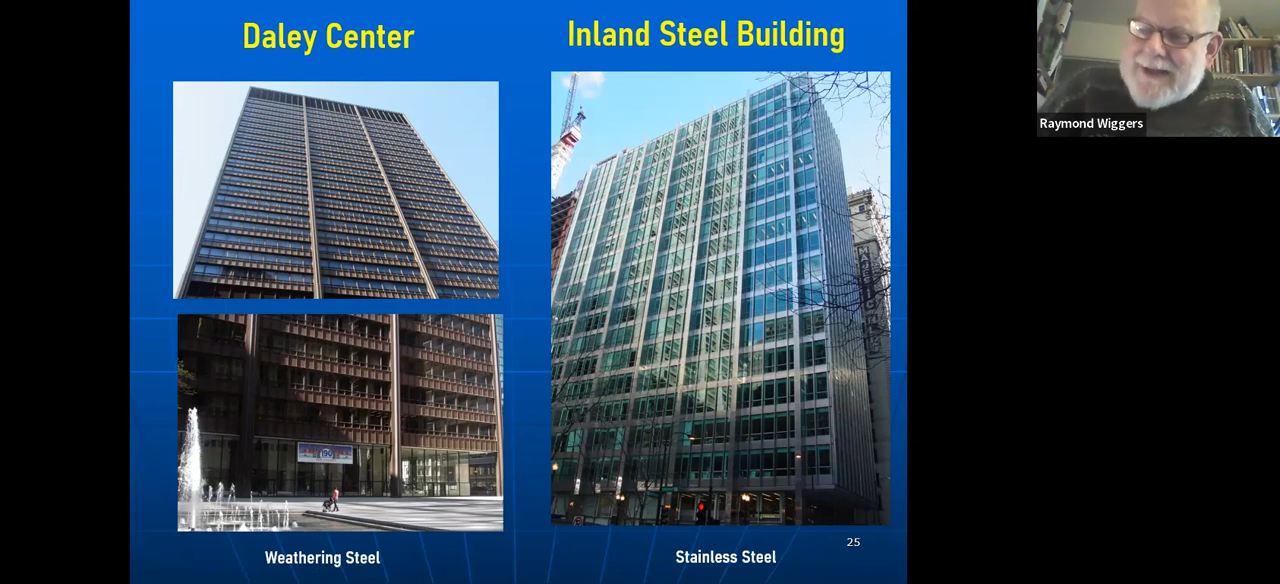 Daley Center
Inland Steel Building
Raymond Wiggers
25
Weathering Steel
Stainless Steel